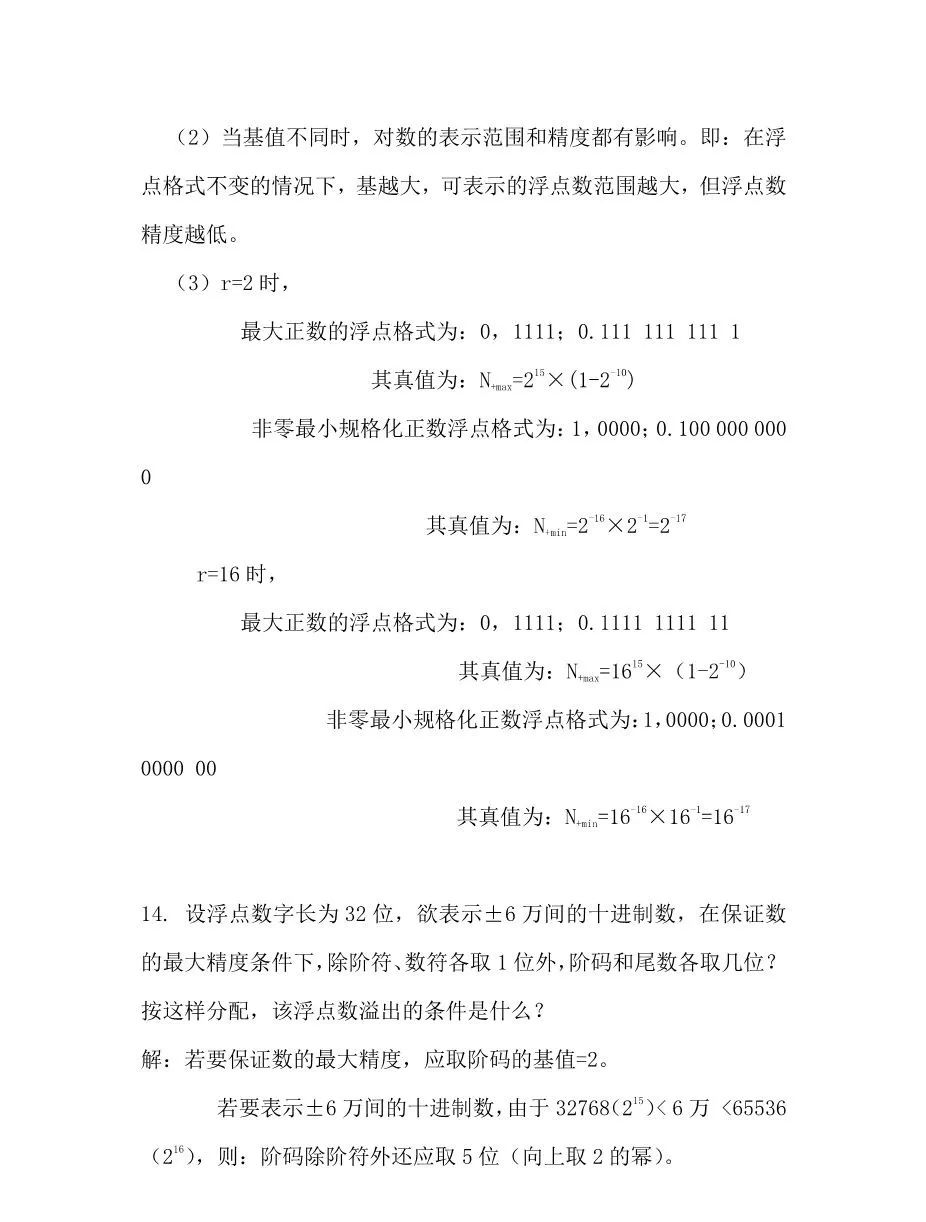 （2）当基值不同时，对数的表示范围和精度都有影响。即：在浮
点格式不变的情况下，基越大，可表示的浮点数范围越大，但浮点数
精度越低。
（3）r=2 时，
最大正数的浮点格式为：0，1111；0.111 111 111 1
其真值为：N₊ₘₐₓ=2¹⁵×(1-2⁻¹⁰)
非零最小规格化正数浮点格式为：1,0000；0.100 000 000
0
其真值为：N₊ₘᵢₙ=2⁻¹⁶×2⁻¹=2⁻¹⁷
r=16 时，
最大正数的浮点格式为：0，1111；0.1111 1111 11
其真值为：N₊ₘₐₓ=16¹⁵×（1-2⁻¹⁰）
非零最小规格化正数浮点格式为：1,0000；0.0001
0000 00
其真值为：N₊ₘᵢₙ=16⁻¹⁶×16⁻¹=16⁻¹⁷
14. 设浮点数字长为 32 位，欲表示±6 万间的十进制数，在保证数
的最大精度条件下，除阶符、数符各取 1 位外，阶码和尾数各取几位？
按这样分配，该浮点数溢出的条件是什么？
解：若要保证数的最大精度，应取阶码的基值=2。
若要表示±6 万间的十进制数，由于 32768（2¹⁵）< 6 万 <65536
（2¹⁶），则：阶码除阶符外还应取 5 位（向上取 2 的幂）。